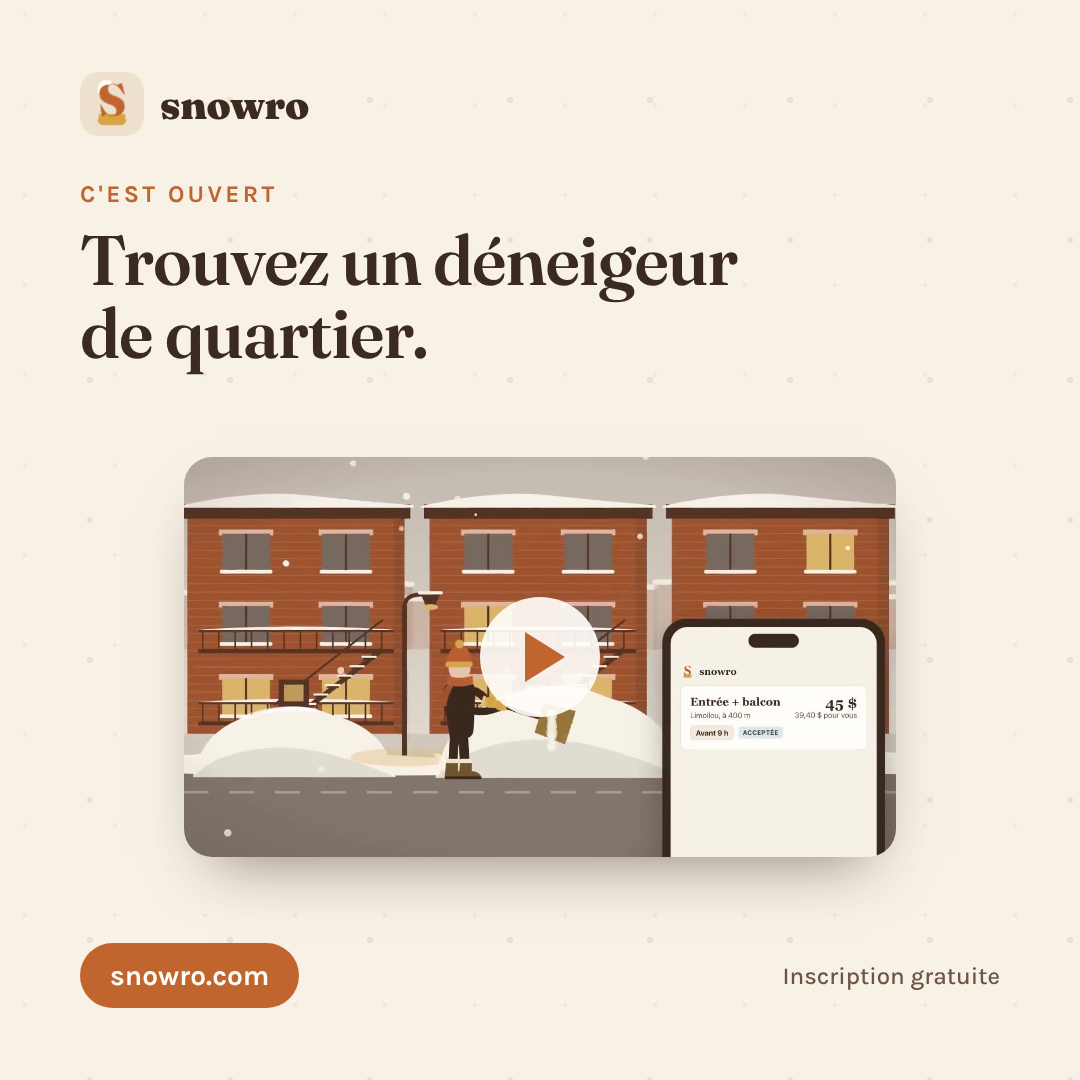 S
snowro
C'EST OUVERT
Trouvez un déneigeur
de quartier.
S snowro
Entrée + balcon 45 $
Limoilou, à 400 m 39,40 $ pour vous
Avant 9 h ACCEPTÉE
snowro.com
Inscription gratuite